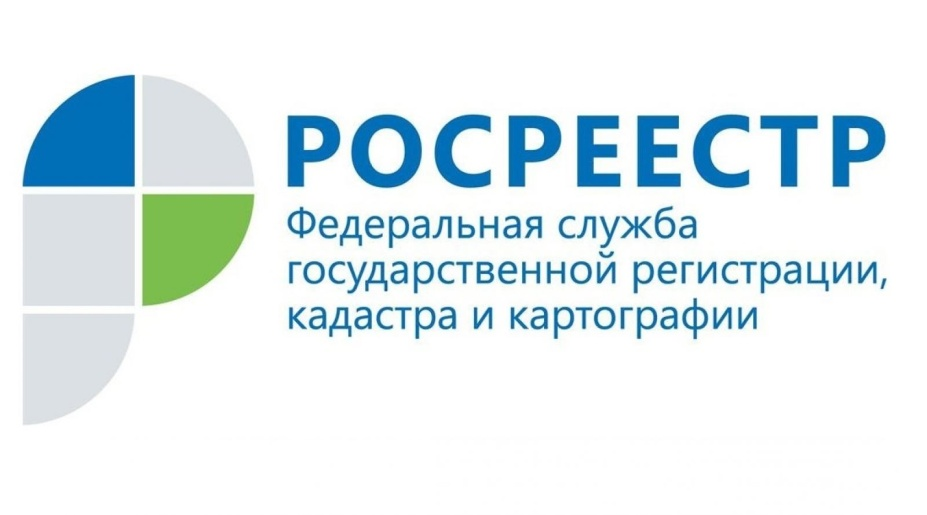 РОСРЕЕСТР
Федеральная служба
государственной регистрации,
кадастра и картографии